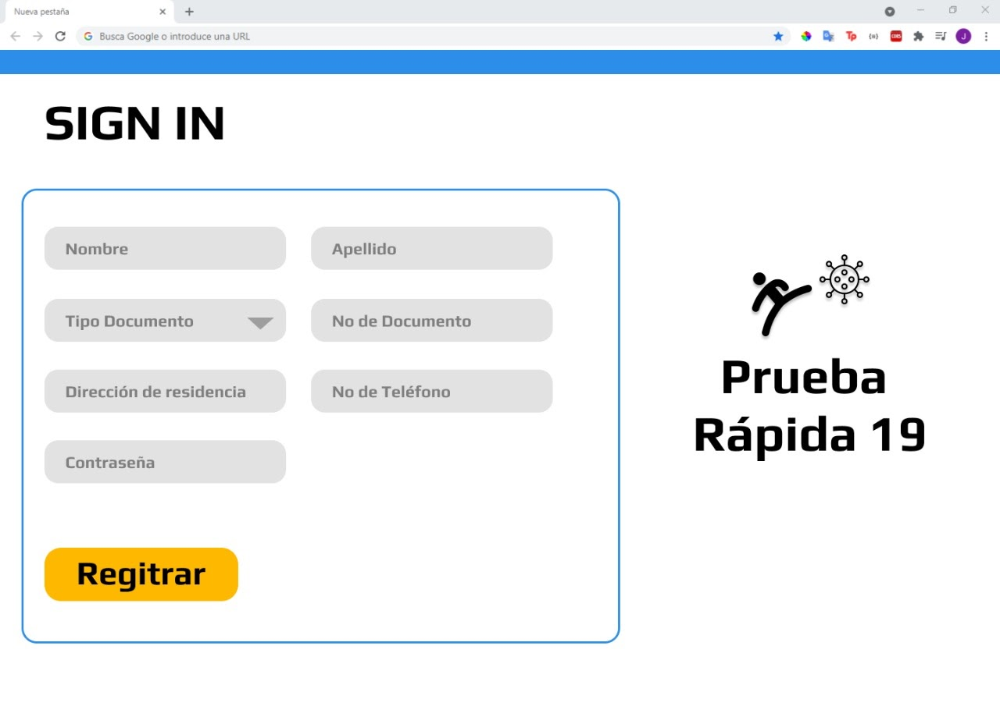 Nueva pestaña
Busca Google o introduce una URL
Tp
CORS
J
SIGN IN
Nombre
Apellido
Tipo Documento
No de Documento
Dirección de residencia
No de Teléfono
Contraseña
Regitrar
Prueba
Rápida 19